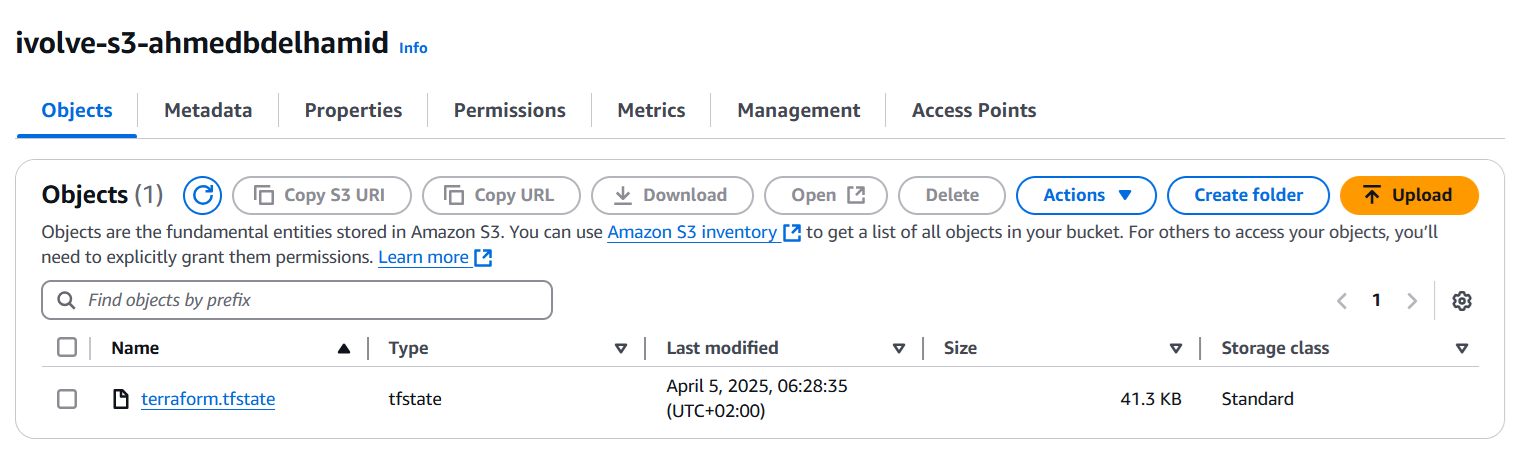 ivolve-s3-ahmedbdelhamid Info
Objects Metadata Properties Permissions Metrics Management Access Points
Objects (1) Copy S3 URI Copy URL Download Open Delete Actions Create folder Upload
Objects are the fundamental entities stored in Amazon S3. You can use Amazon S3 inventory to get a list of all objects in your bucket. For others to access your objects, you'll
need to explicitly grant them permissions. Learn more
Find objects by prefix 1
Name Type Last modified Size Storage class
terraform.tfstate tfstate April 5, 2025, 06:28:35 41.3 KB Standard
(UTC+02:00)